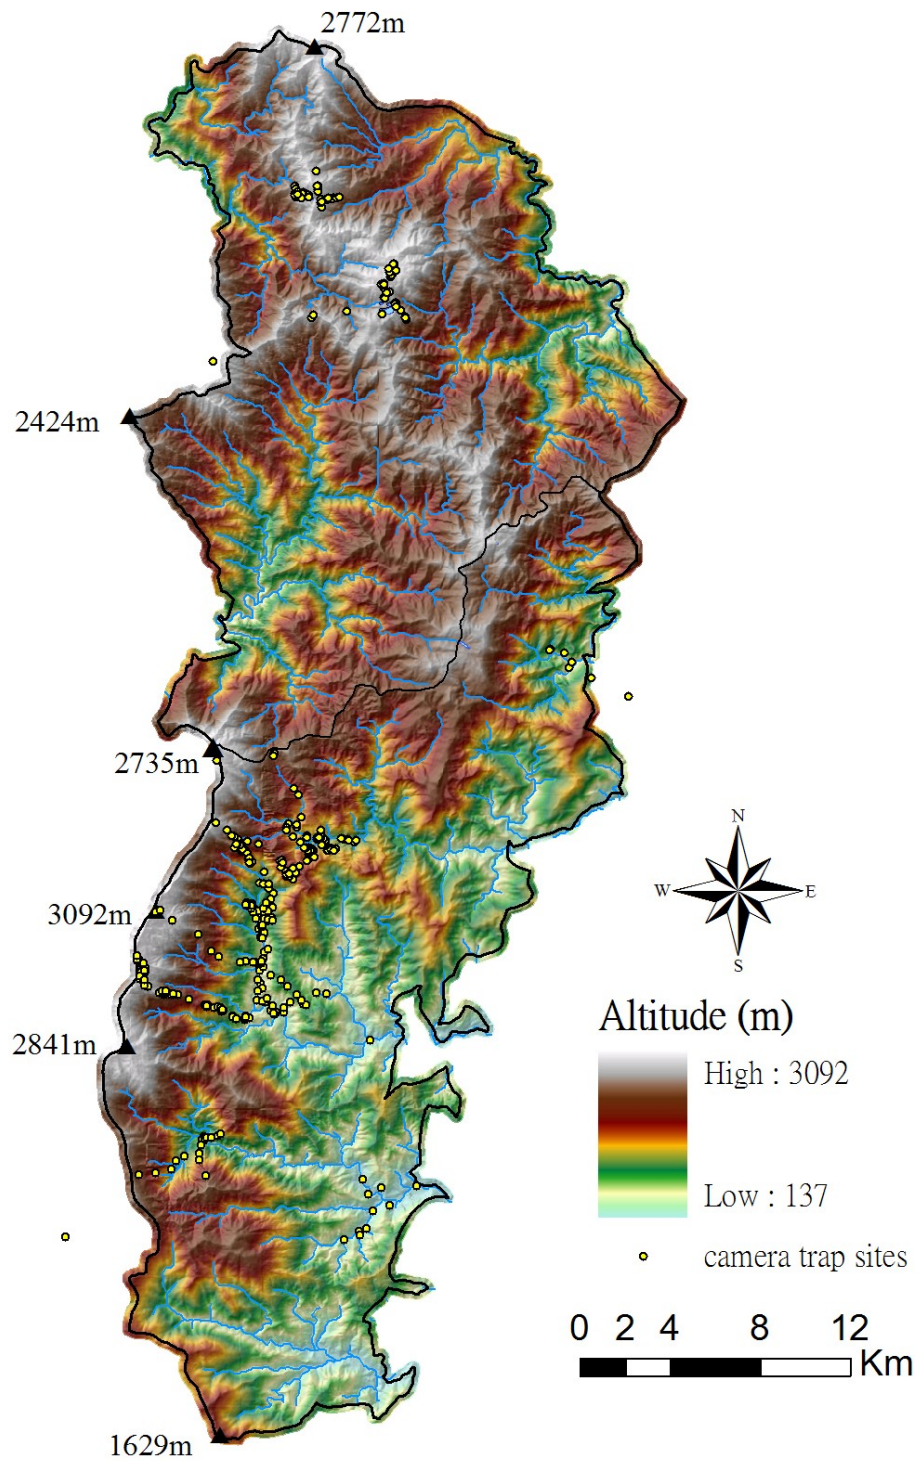 2772m
2424m
2735m
3092m
2841m
1629m
N
W E
S
Altitude (m)
High : 3092
Low : 137
camera trap sites
0 2 4 8 12
Km